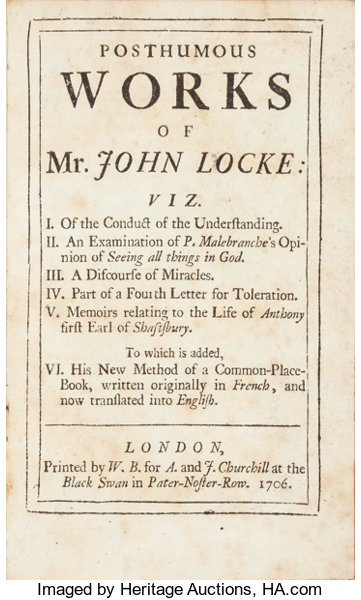 POSTHUMOUS
WORKS
OF
Mr. JOHN LOCKE:
VIZ.
I. Of the Conduct of the Underſtanding.
II. An Examination of P. Malebranche's Opi-
nion of Seeing all things in God.
III. A Diſcourſe of Miracles.
IV. Part of a Fourth Letter for Toleration.
V. Memoirs relating to the Life of Anthony
firſt Earl of Shaftſbury.
To which is added,
VI. His New Method of a Common-Place-
Book, written originally in French, and
now tranſlated into Engliſh.
LONDON,
Printed by W. B. for A. and J. Churchill at the
Black Swan in Pater-Noſter-Row. 1706.
Imaged by Heritage Auctions, HA.com